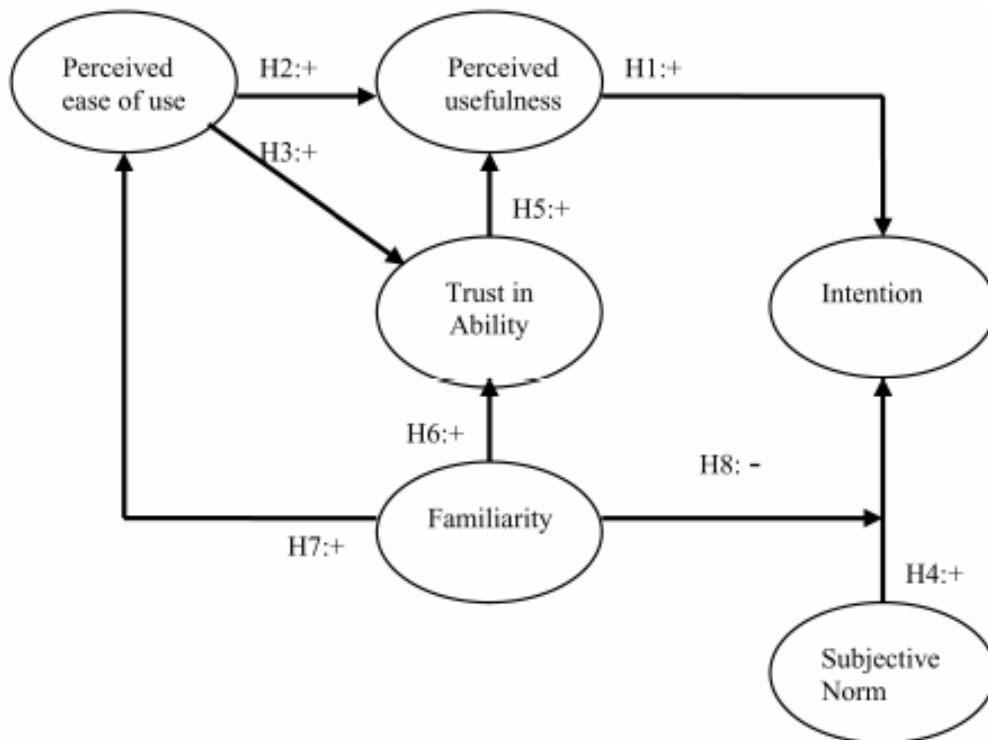 Perceived
ease of use
H2:+
Perceived
usefulness
H1:+
H3:+
H5:+
Trust in
Ability
Intention
H6:+
H8: -
Familiarity
H7:+
H4:+
Subjective
Norm